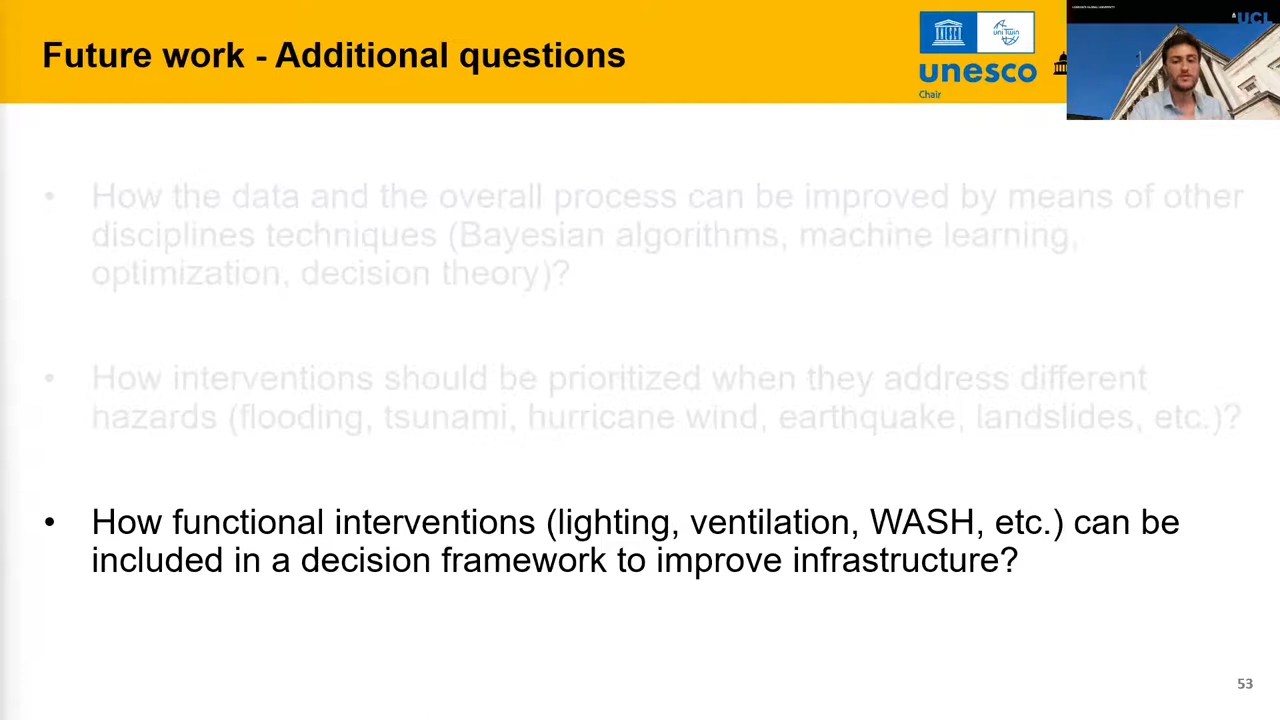 Future work - Additional questions
uni twin
unesco
Chair
UCL
• How the data and the overall process can be improved by means of other
disciplines techniques (Bayesian algorithms, machine learning,
optimization, decision theory)?
• How interventions should be prioritized when they address different
hazards (flooding, tsunami, hurricane wind, earthquake, landslides, etc.)?
• How functional interventions (lighting, ventilation, WASH, etc.) can be
included in a decision framework to improve infrastructure?
53